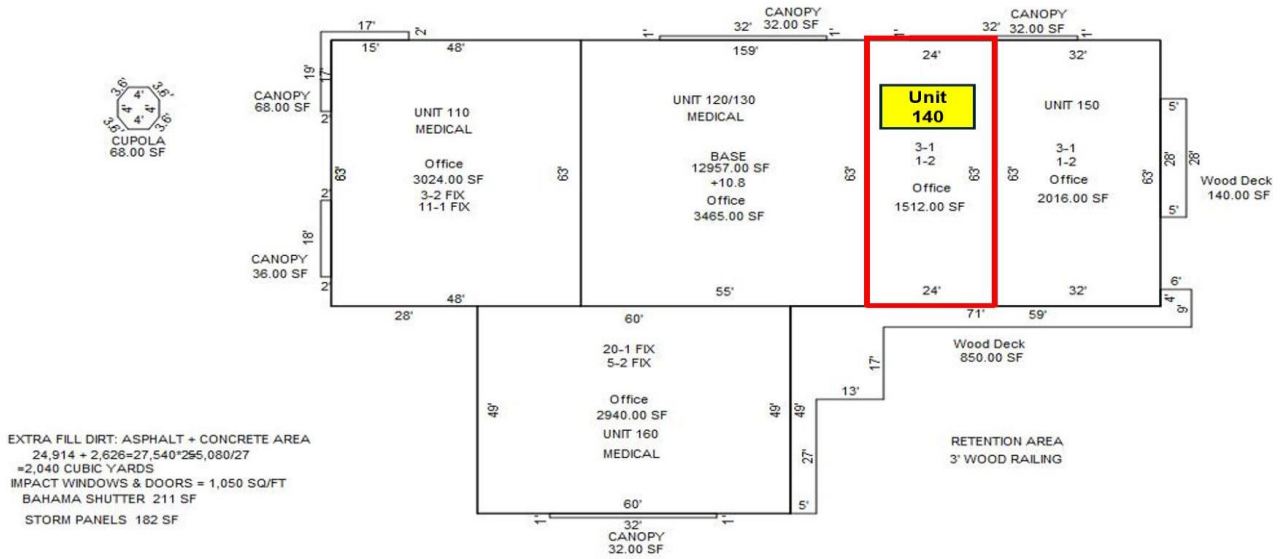 17'
2'
15'
48'
19'
17'
CANOPY
68.00 SF
2'
3.6'
4'
3.6'
4'
4'
3.6'
4'
3.6'
CUPOLA
68.00 SF
UNIT 110
MEDICAL
Office
3024.00 SF
3-2 FIX
11-1 FIX
63'
63'
2'
18'
CANOPY
36.00 SF
2'
48'
28'
CANOPY
32.00 SF
1'
32'
1'
159'
UNIT 120/130
MEDICAL
BASE
12957.00 SF
+10.8
Office
3465.00 SF
63'
55'
CANOPY
32.00 SF
1'
32'
1'
24'
Unit
140
3-1
1-2
Office
1512.00 SF
63'
24'
32'
UNIT 150
3-1
1-2
Office
2016.00 SF
63'
63'
32'
5'
28'
28'
5'
Wood Deck
140.00 SF
6'
4'
9'
71'
59'
Wood Deck
850.00 SF
17'
13'
27'
5'
60'
20-1 FIX
5-2 FIX
Office
2940.00 SF
UNIT 160
MEDICAL
49'
49'
49'
60'
1'
32'
1'
CANOPY
32.00 SF
RETENTION AREA
3' WOOD RAILING
EXTRA FILL DIRT: ASPHALT + CONCRETE AREA
24,914 + 2,626=27,540*2=55,080/27
=2,040 CUBIC YARDS
IMPACT WINDOWS & DOORS = 1,050 SQ/FT
BAHAMA SHUTTER 211 SF
STORM PANELS 182 SF